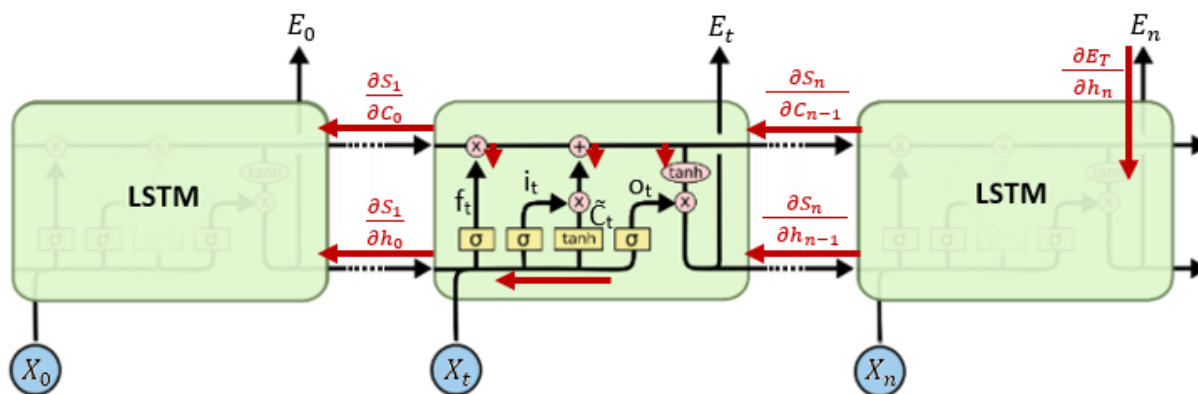 E₀
Eₜ
Eₙ
∂S₁
∂C₀
∂Sₙ
∂Cₙ₋₁
∂E_T
∂hₙ
x
+
tanh
LSTM
fₜ
iₜ
x
C̃ₜ
oₜ
x
LSTM
∂S₁
∂h₀
∂Sₙ
∂hₙ₋₁
σ
σ
tanh
σ
X₀
Xₜ
Xₙ